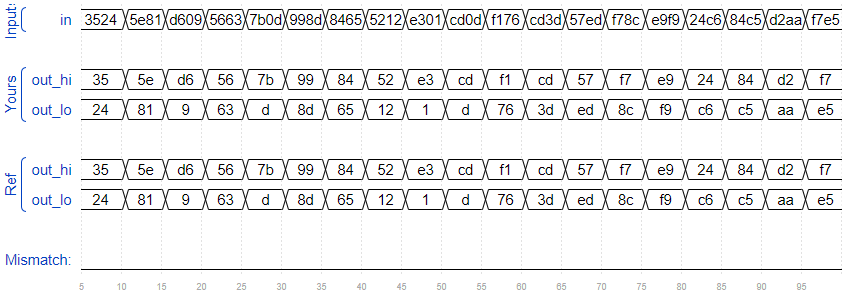 Inputs
in 3524 5e81 d609 5663 7b0d 998d 8465 5212 e301 cd0d f176 cd3d 57ed f78c e9f9 24c6 84c5 d2aa f7e5
Yours
out_hi 35 5e d6 56 7b 99 84 52 e3 cd f1 cd 57 f7 e9 24 84 d2 f7
out_lo 24 81 9 63 d 8d 65 12 1 d 76 3d ed 8c f9 c6 c5 aa e5
Ref
out_hi 35 5e d6 56 7b 99 84 52 e3 cd f1 cd 57 f7 e9 24 84 d2 f7
out_lo 24 81 9 63 d 8d 65 12 1 d 76 3d ed 8c f9 c6 c5 aa e5
Mismatch:
5 10 15 20 25 30 35 40 45 50 55 60 65 70 75 80 85 90 95